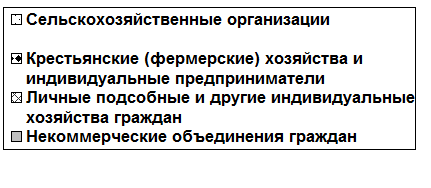 Сельскохозяйственные организации
Крестьянские (фермерские) хозяйства и
индивидуальные предприниматели
Личные подсобные и другие индивидуальные
хозяйства граждан
Некоммерческие объединения граждан